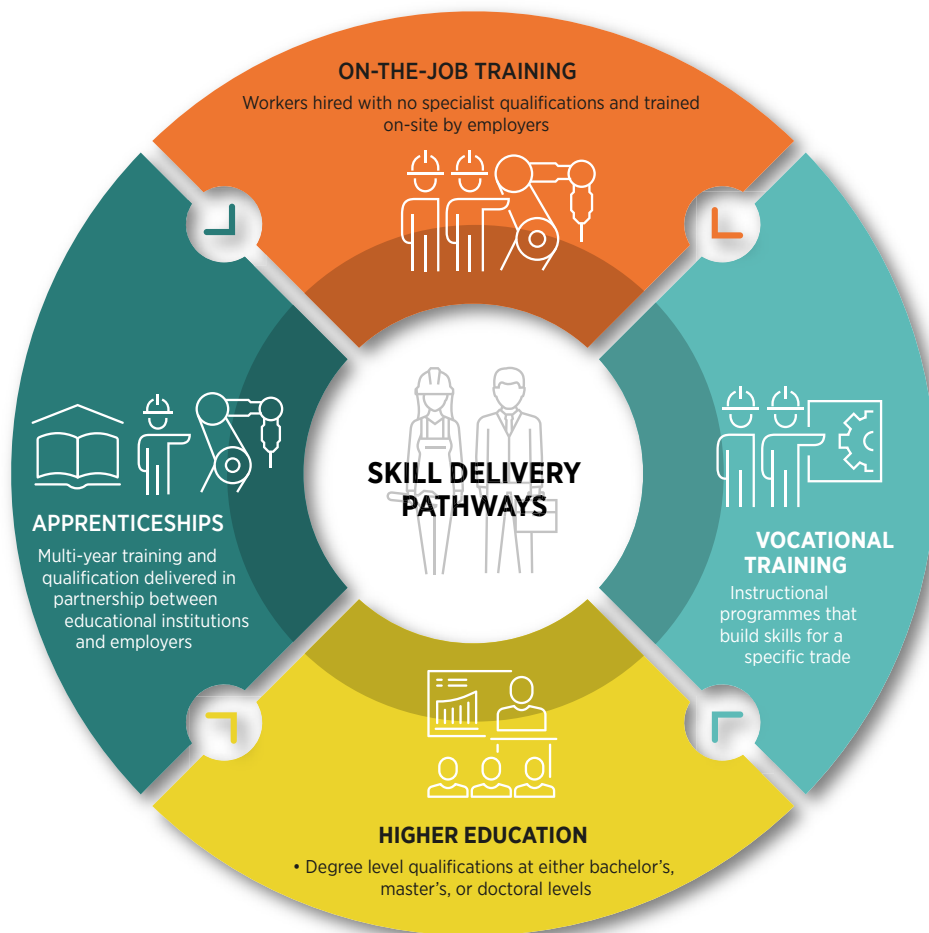 ON-THE-JOB TRAINING
Workers hired with no specialist qualifications and trained
on-site by employers
SKILL DELIVERY
PATHWAYS
APPRENTICESHIPS
Multi-year training and
qualification delivered in
partnership between
educational institutions
and employers
VOCATIONAL
TRAINING
Instructional
programmes that
build skills for a
specific trade
HIGHER EDUCATION
• Degree level qualifications at either bachelor’s,
master’s, or doctoral levels